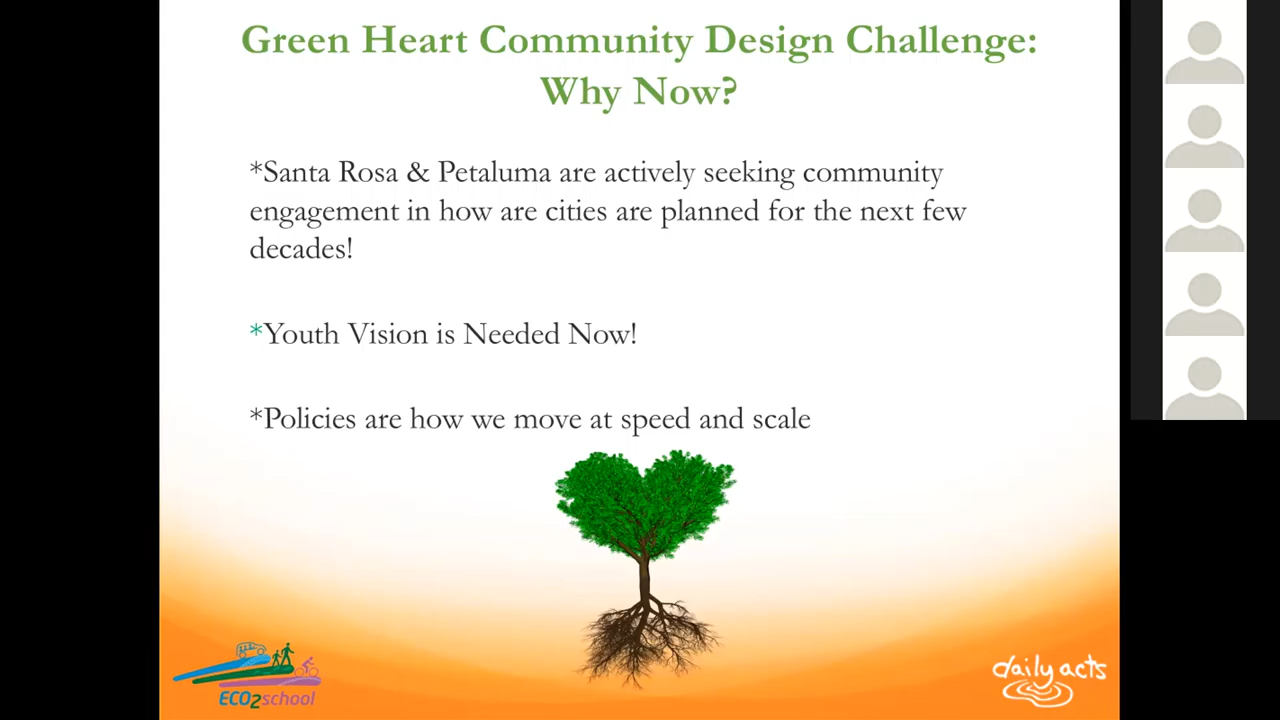 Green Heart Community Design Challenge:
Why Now?
*Santa Rosa & Petaluma are actively seeking community
engagement in how are cities are planned for the next few
decades!
*Youth Vision is Needed Now!
*Policies are how we move at speed and scale
ECO2school
daily acts